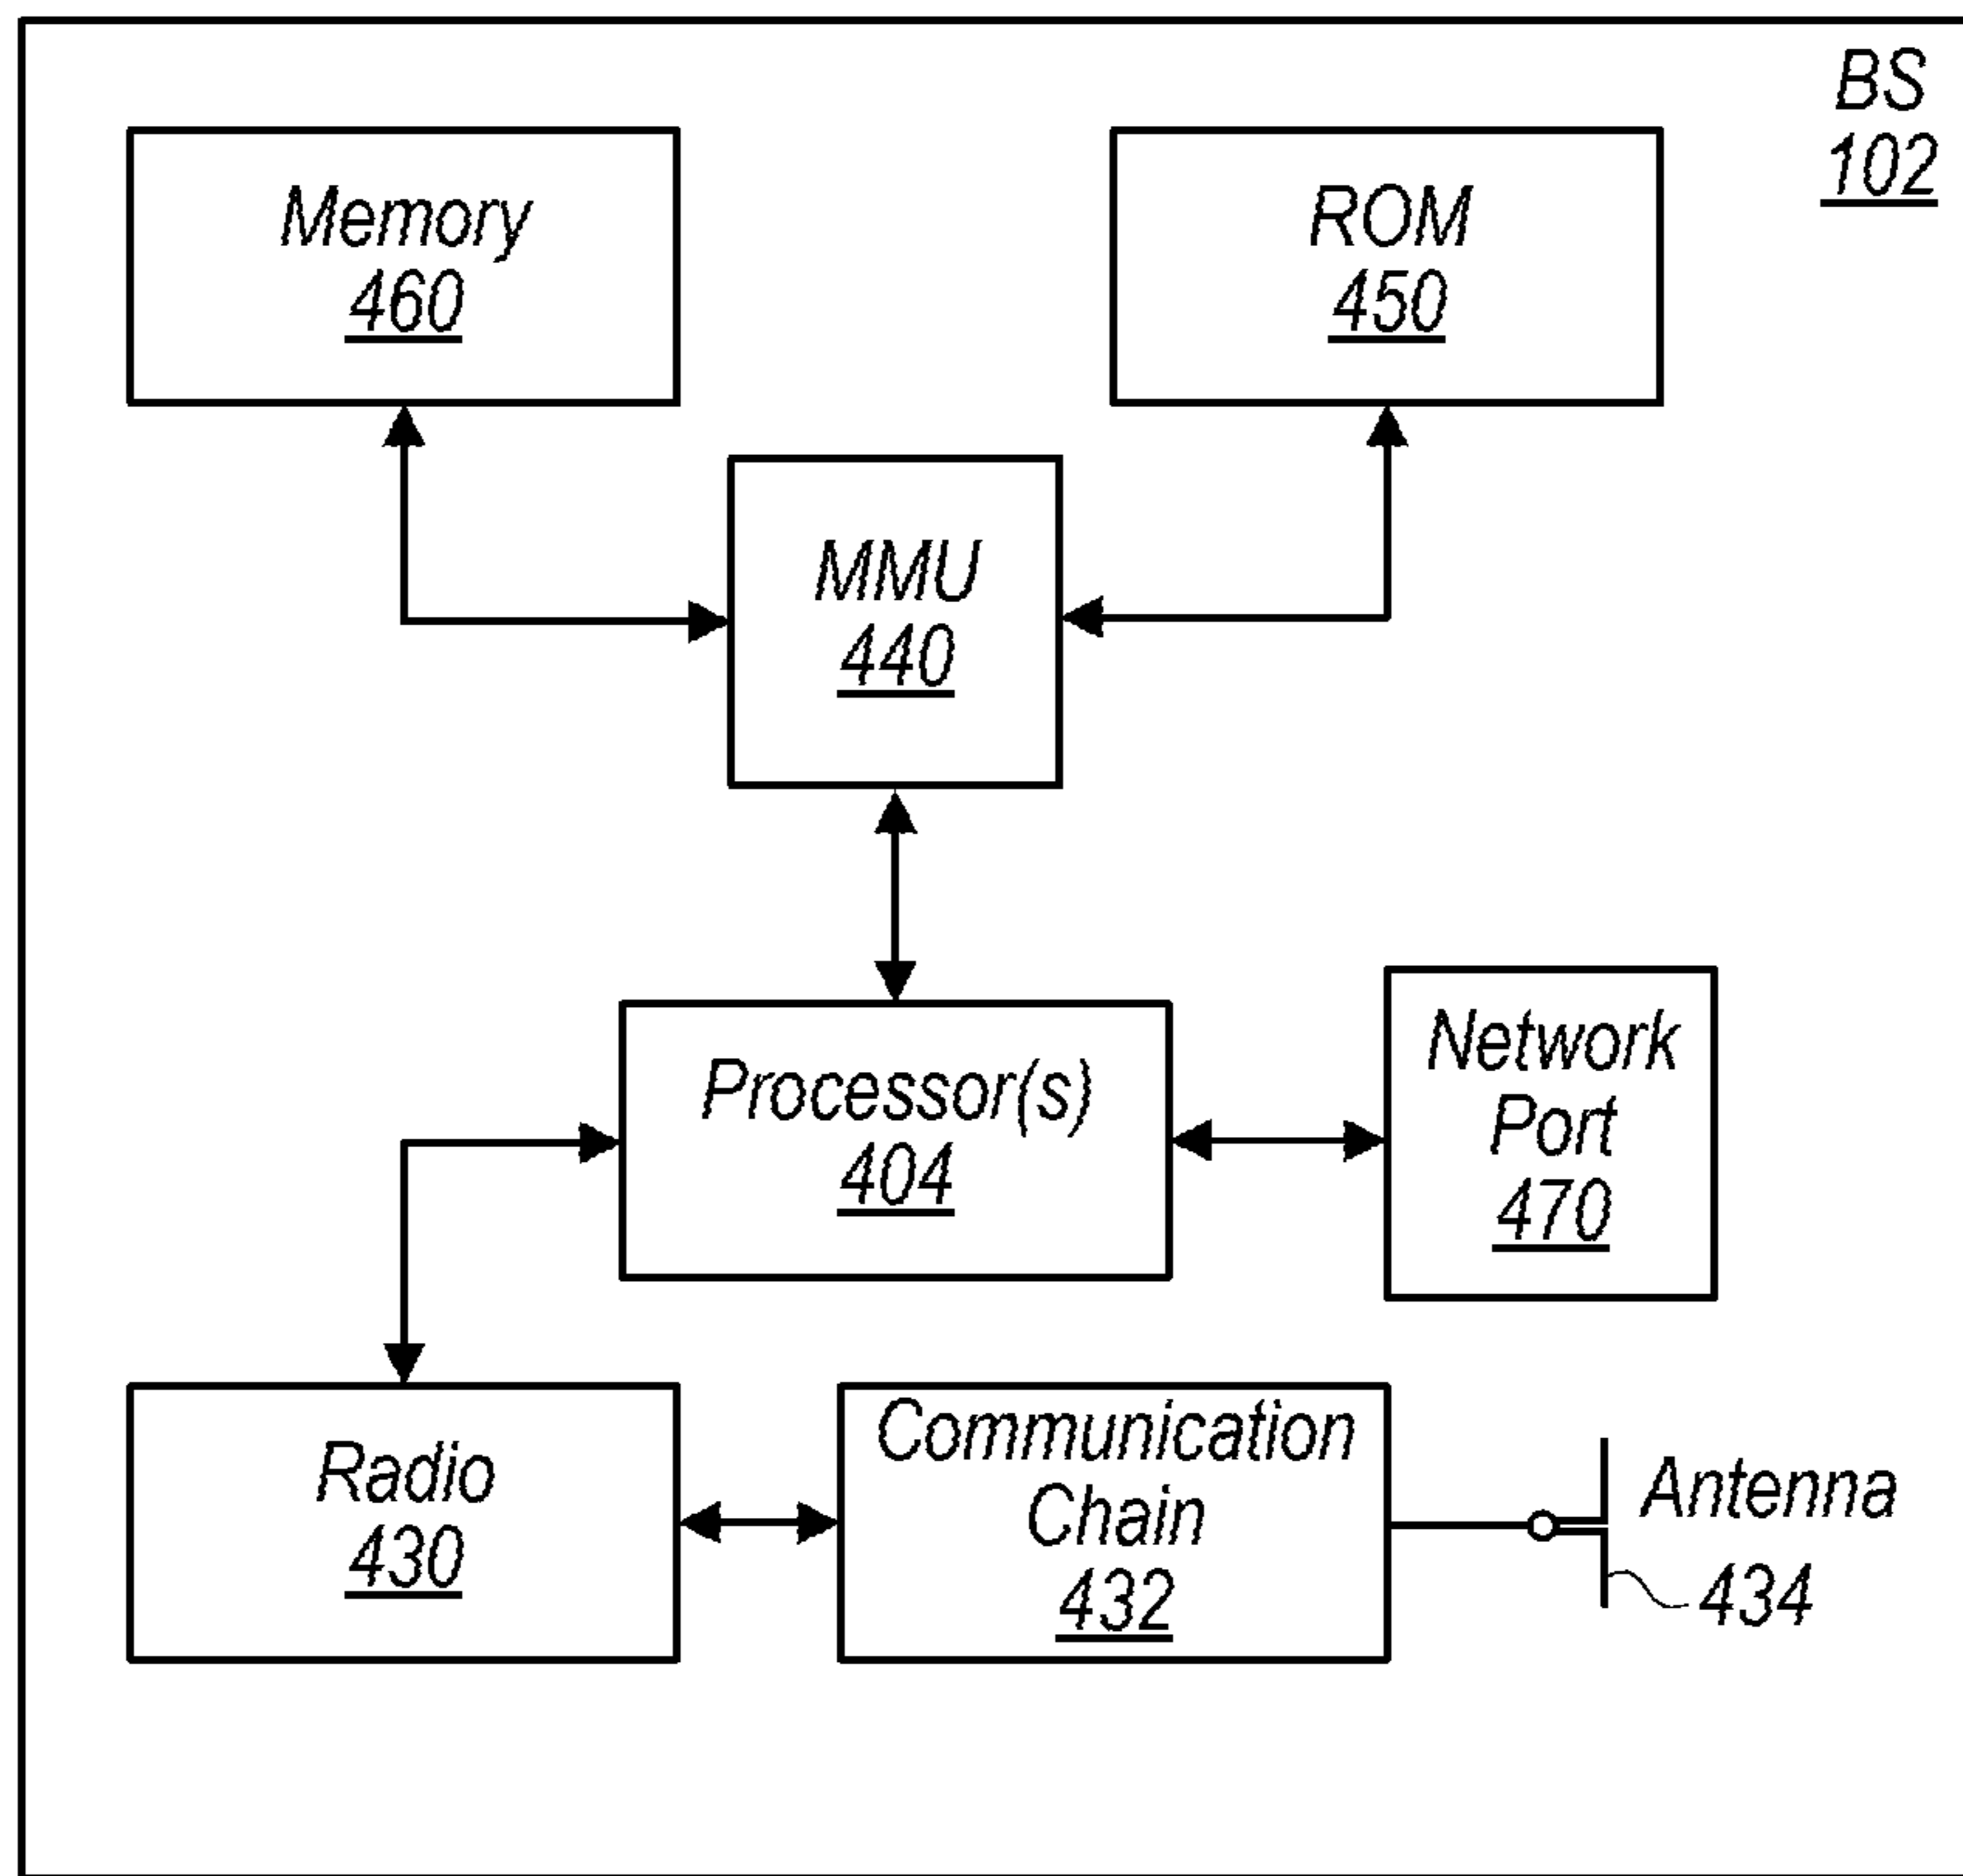 BS
102
Memory
460
ROM
450
MMU
440
Processor(s)
404
Network
Port
470
Radio
430
Communication
Chain
432
Antenna
434